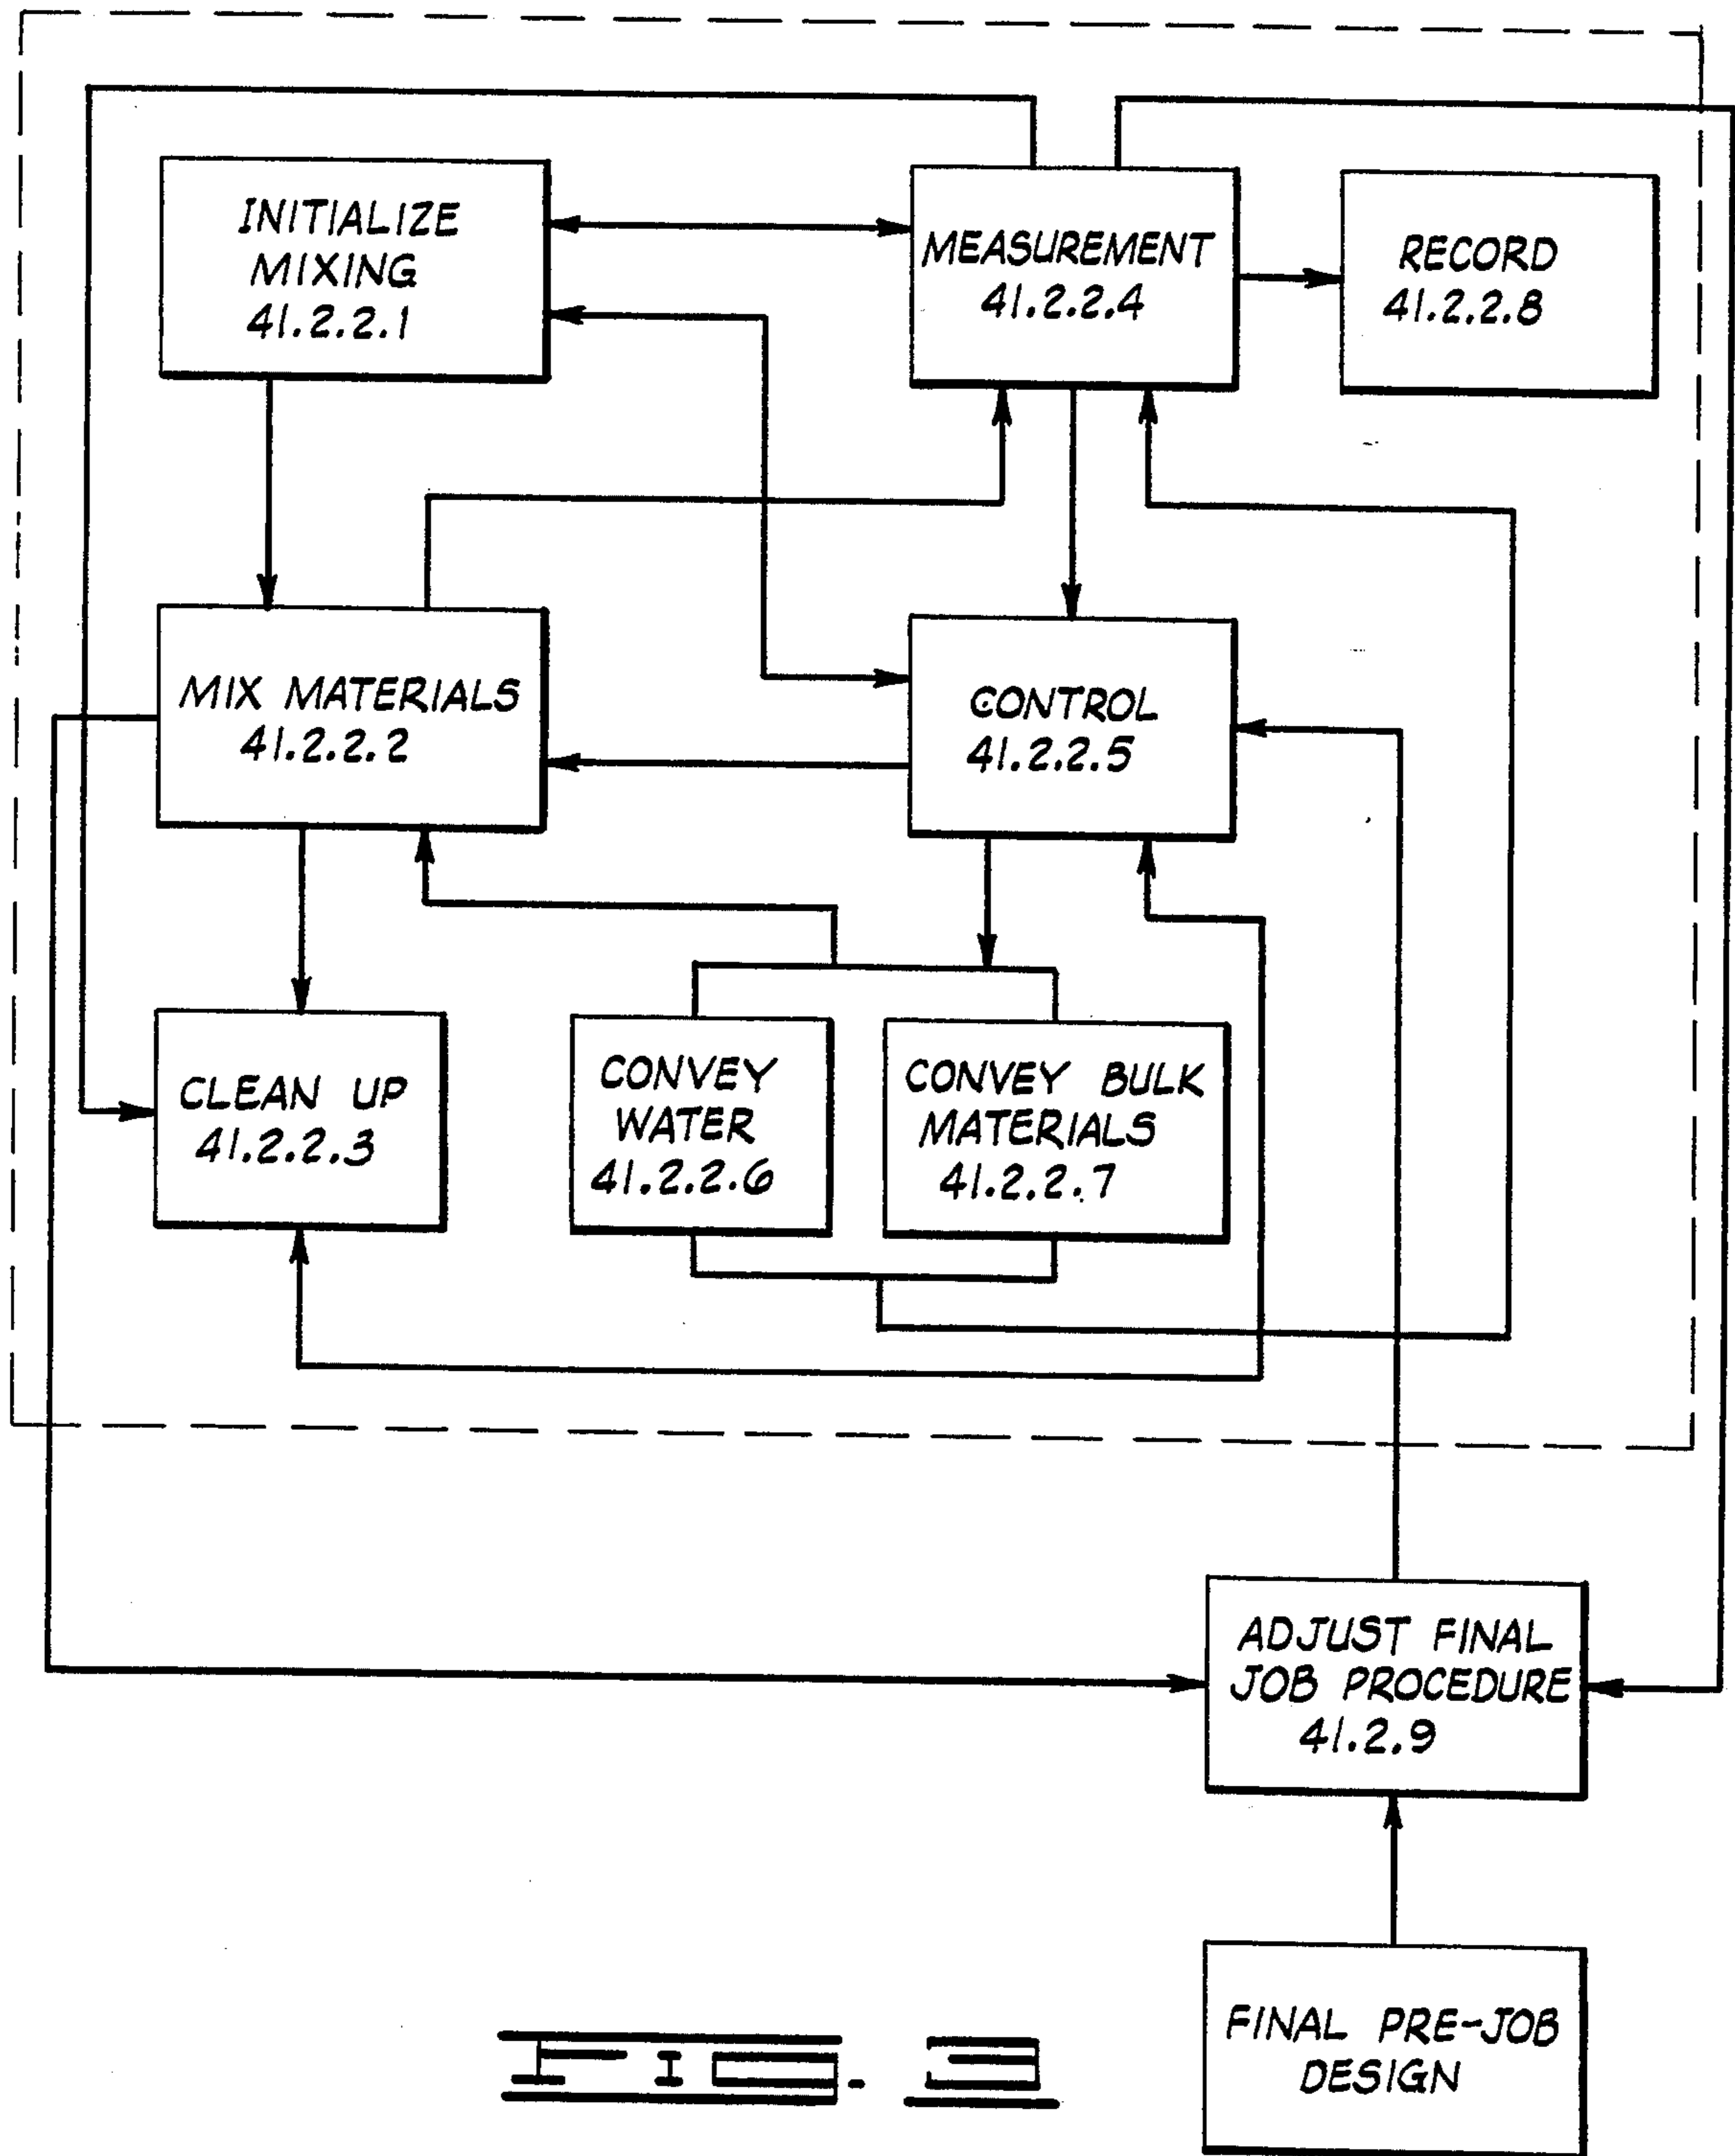 INITIALIZE
MIXING
41.2.2.1
MEASUREMENT
41.2.2.4
RECORD
41.2.2.8
MIX MATERIALS
41.2.2.2
CONTROL
41.2.2.5
CLEAN UP
41.2.2.3
CONVEY
WATER
41.2.2.6
CONVEY BULK
MATERIALS
41.2.2.7
ADJUST FINAL
JOB PROCEDURE
41.2.9
FINAL PRE-JOB
DESIGN
FIG. 3